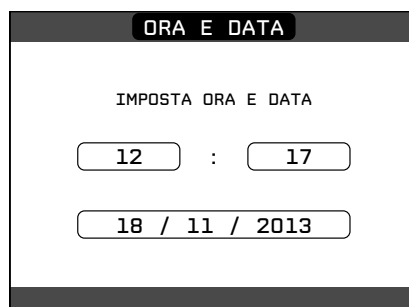 ORA E DATA
IMPOSTA ORA E DATA
12 : 17
18 / 11 / 2013